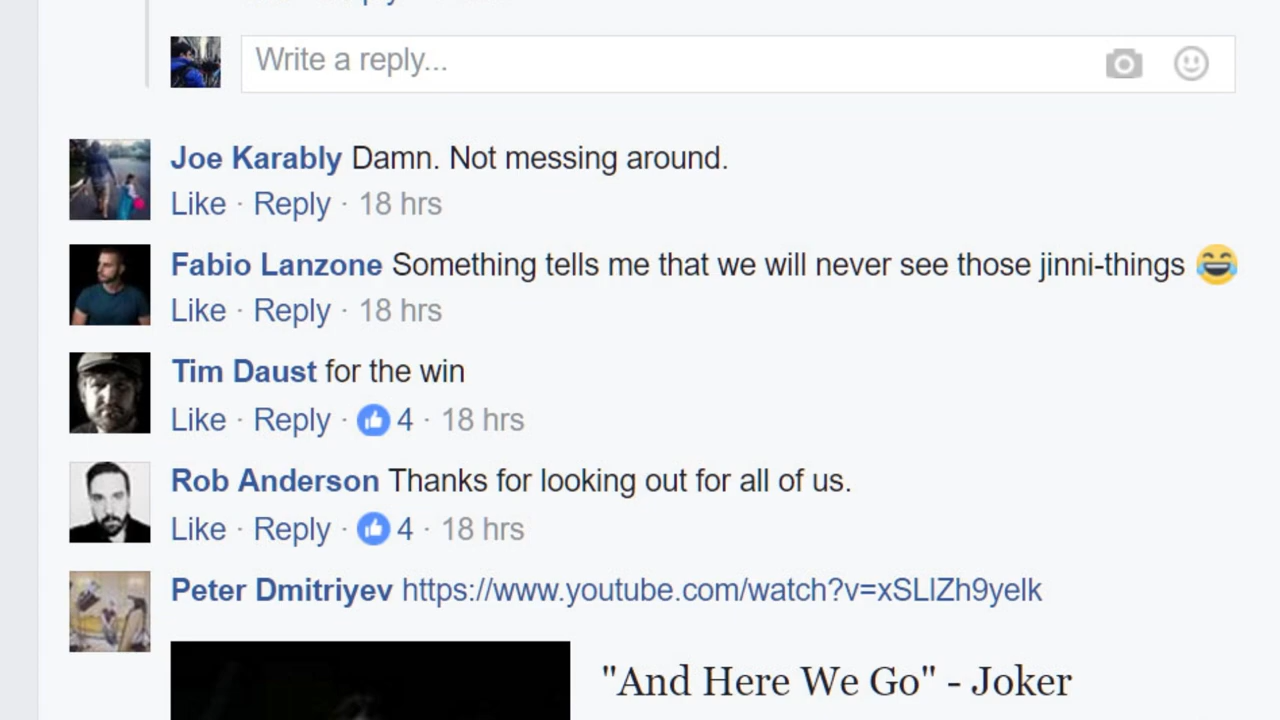 Write a reply...
Joe Karably Damn. Not messing around.
Like · Reply · 18 hrs
Fabio Lanzone Something tells me that we will never see those jinni-things 😂
Like · Reply · 18 hrs
Tim Daust for the win
Like · Reply · 4 · 18 hrs
Rob Anderson Thanks for looking out for all of us.
Like · Reply · 4 · 18 hrs
Peter Dmitriyev https://www.youtube.com/watch?v=xSLlZh9yelk
"And Here We Go" - Joker